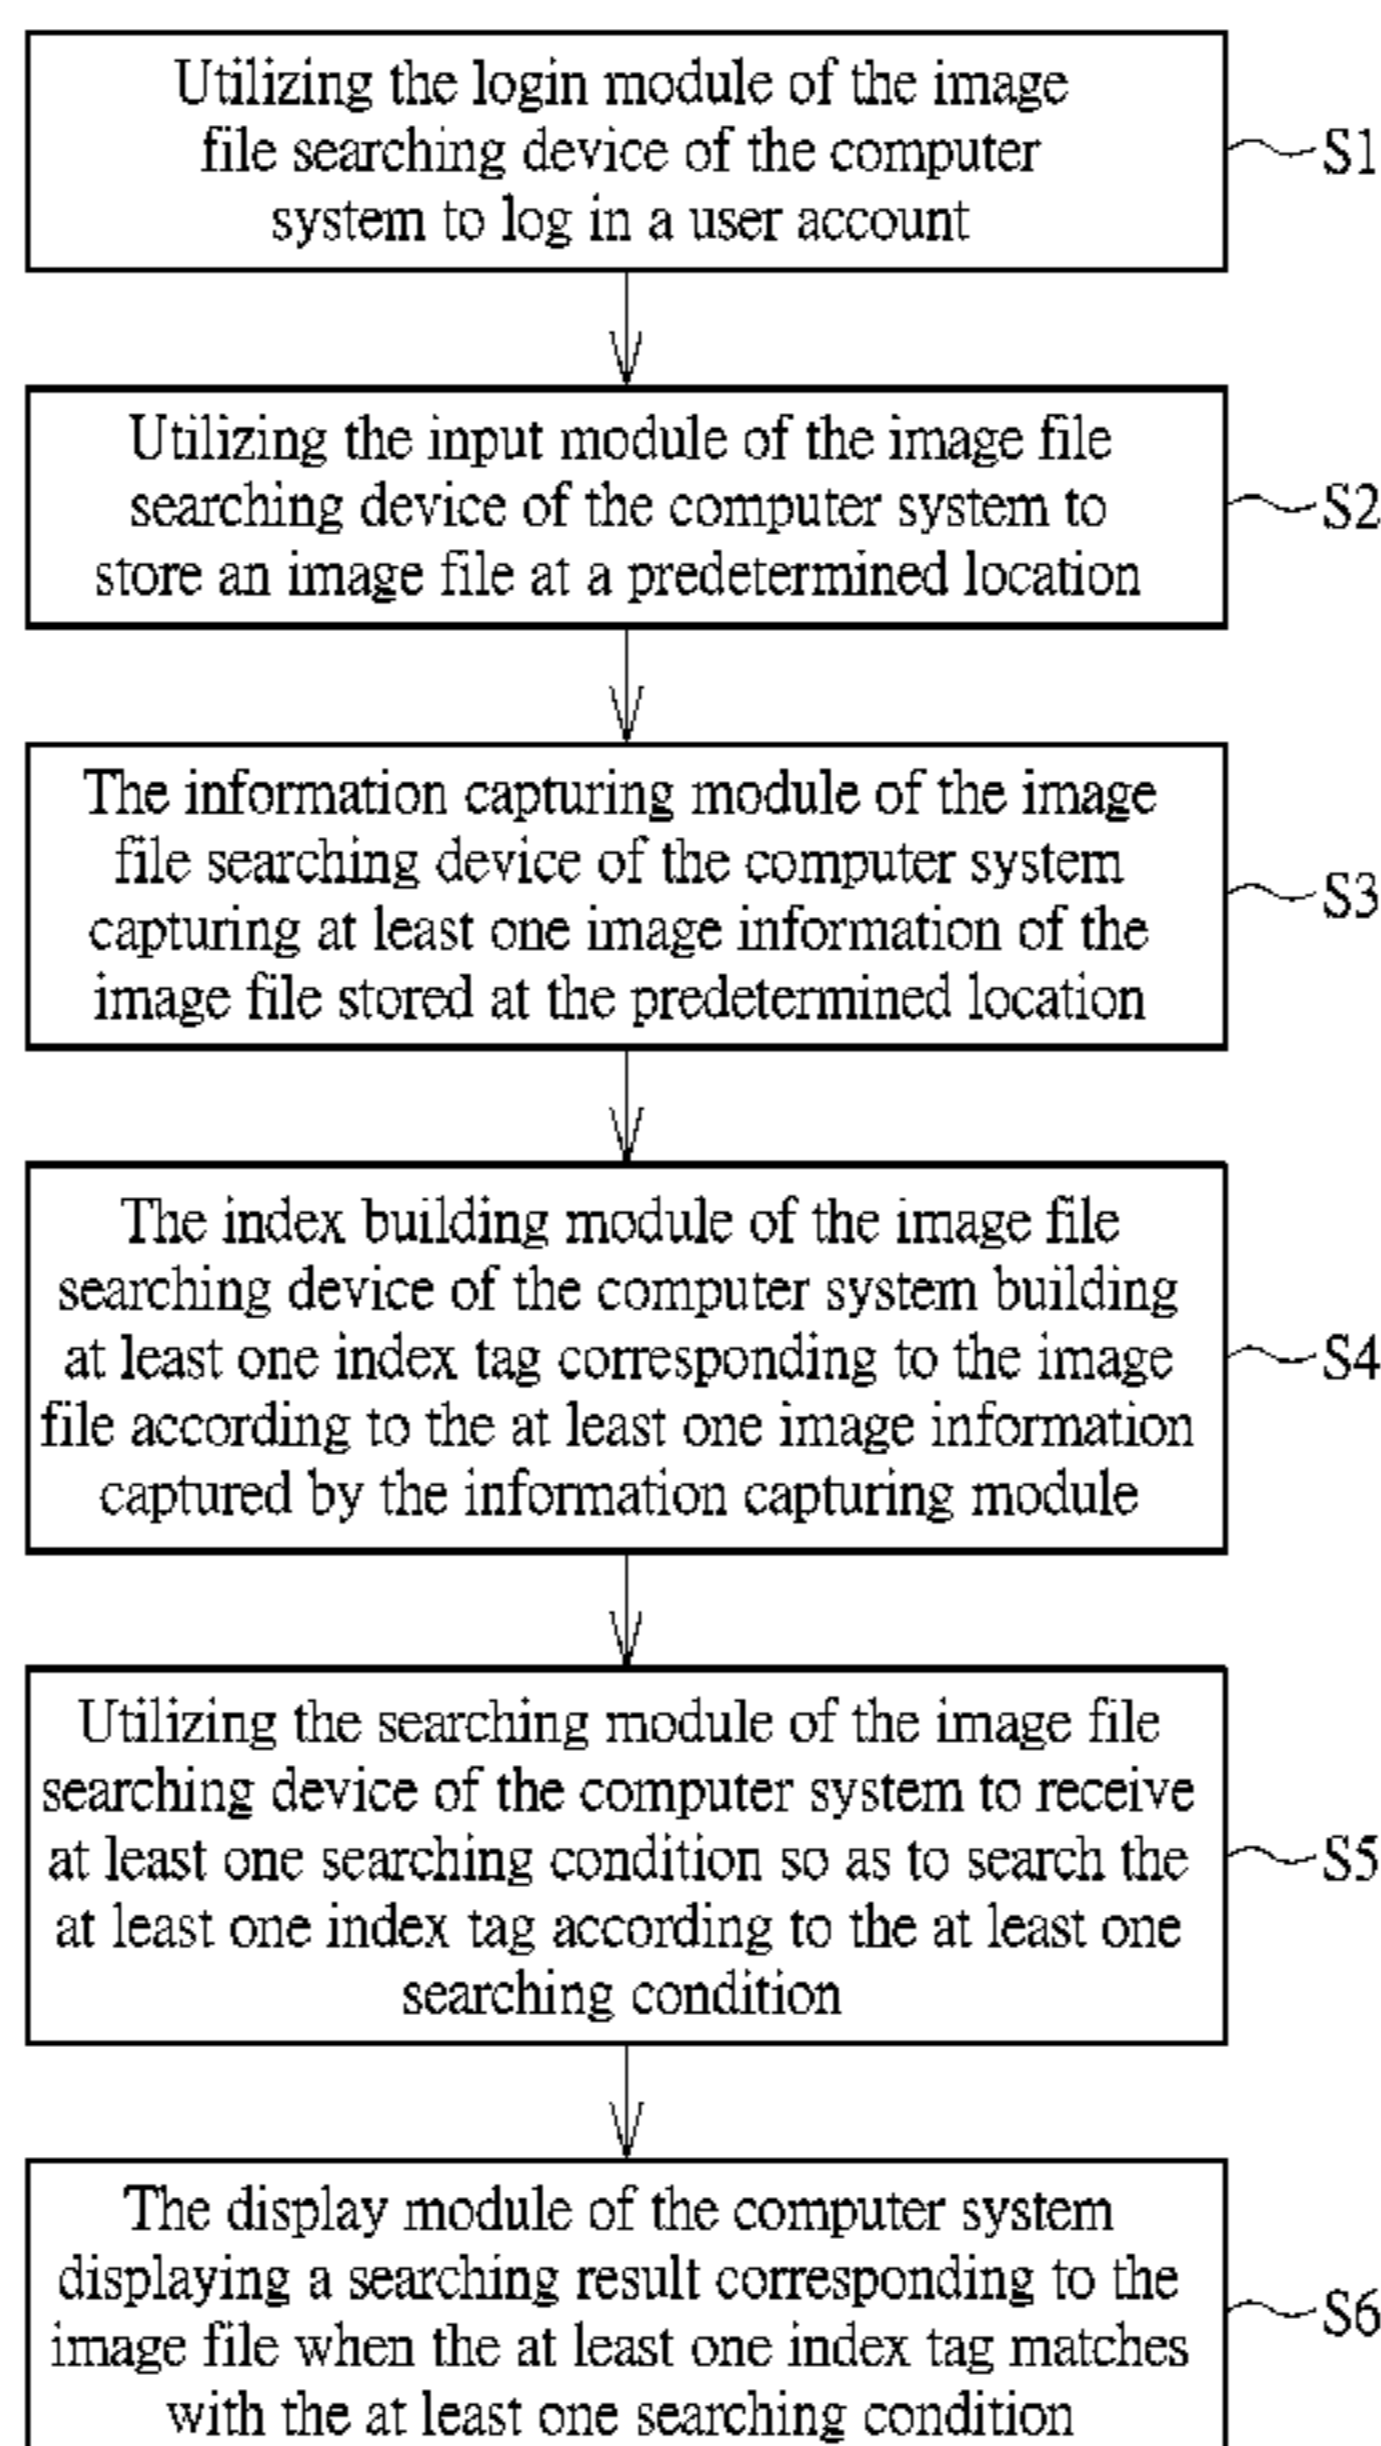 Utilizing the login module of the image
file searching device of the computer
system to log in a user account
S1
Utilizing the input module of the image file
searching device of the computer system to
store an image file at a predetermined location
S2
The information capturing module of the image
file searching device of the computer system
capturing at least one image information of the
image file stored at the predetermined location
S3
The index building module of the image file
searching device of the computer system building
at least one index tag corresponding to the image
file according to the at least one image information
captured by the information capturing module
S4
Utilizing the searching module of the image file
searching device of the computer system to receive
at least one searching condition so as to search the
at least one index tag according to the at least one
searching condition
S5
The display module of the computer system
displaying a searching result corresponding to the
image file when the at least one index tag matches
with the at least one searching condition
S6